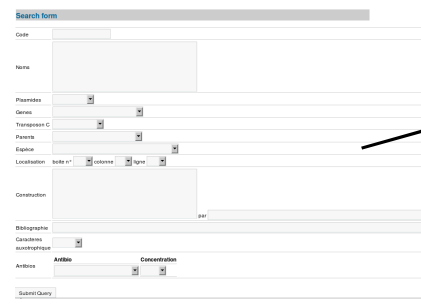 Search form
Code
Noms
Plasmides
Genes
Transposon C
Parents
Espèce
Localisation boite n° colonne ligne
Construction
par
Bibliographie
Caracteres
auxotrophique
Antibio Concentration
Antibios
Submit Query